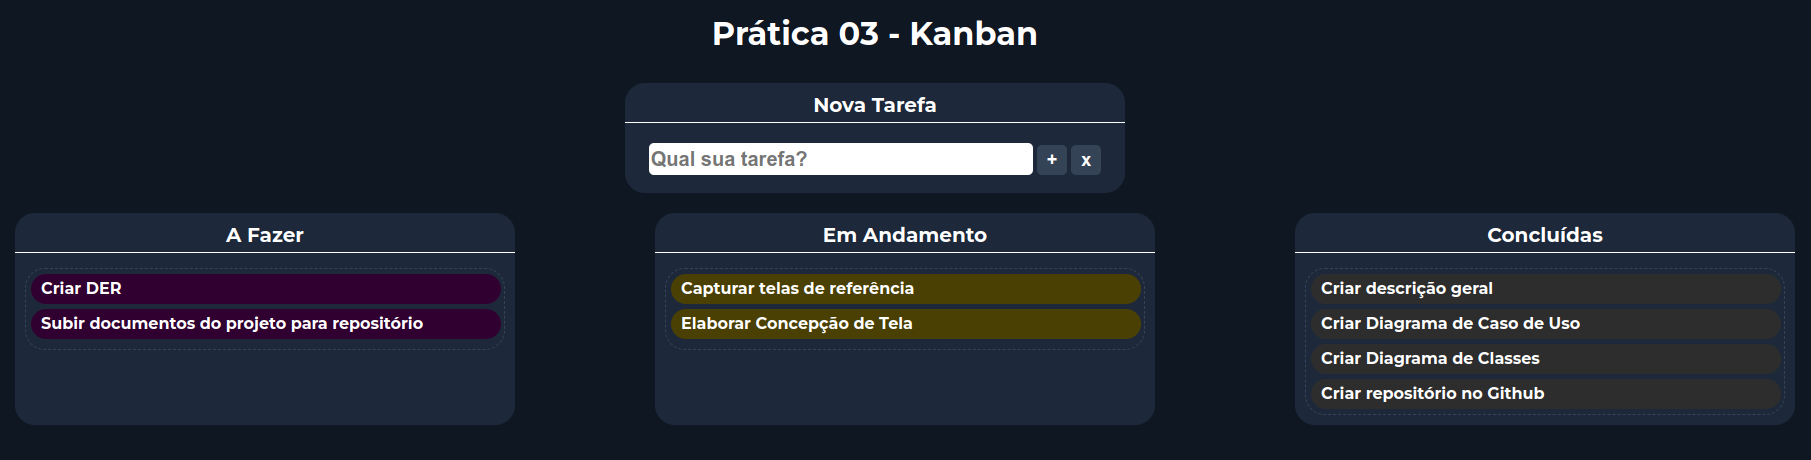 Prática 03 - Kanban
Nova Tarefa
Qual sua tarefa? + x
A Fazer
Criar DER
Subir documentos do projeto para repositório
Em Andamento
Capturar telas de referência
Elaborar Concepção de Tela
Concluídas
Criar descrição geral
Criar Diagrama de Caso de Uso
Criar Diagrama de Classes
Criar repositório no Github